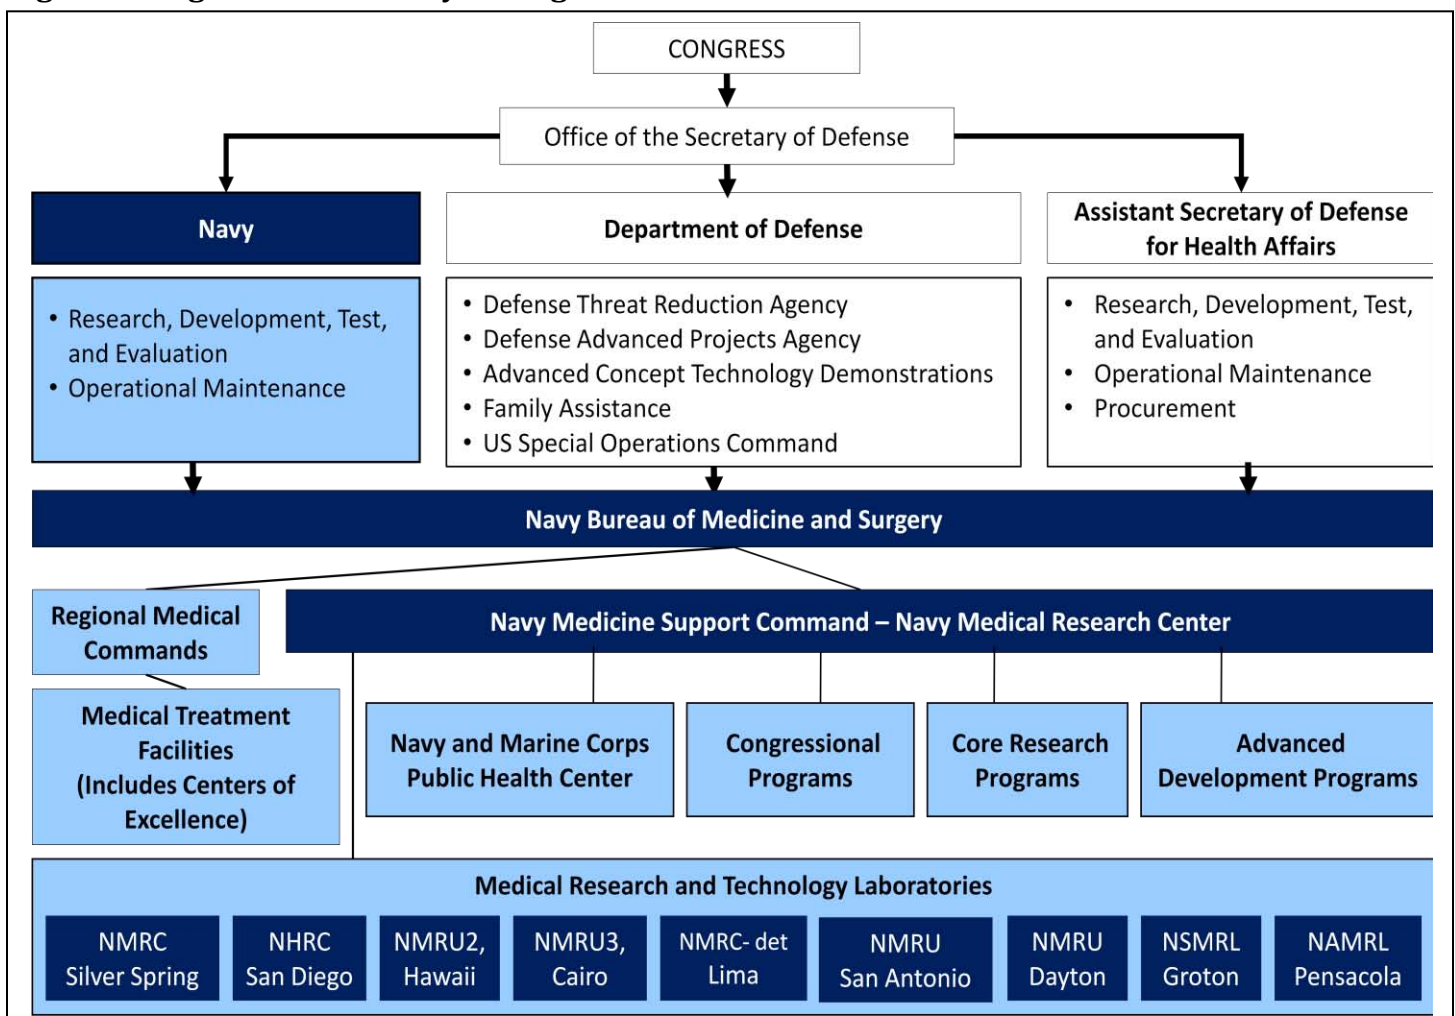 CONGRESS
Office of the Secretary of Defense
Navy
Department of Defense
Assistant Secretary of Defense
for Health Affairs
• Research, Development, Test,
and Evaluation
• Operational Maintenance
• Defense Threat Reduction Agency
• Defense Advanced Projects Agency
• Advanced Concept Technology Demonstrations
• Family Assistance
• US Special Operations Command
• Research, Development, Test,
and Evaluation
• Operational Maintenance
• Procurement
Navy Bureau of Medicine and Surgery
Regional Medical
Commands
Navy Medicine Support Command – Navy Medical Research Center
Medical Treatment
Facilities
(Includes Centers of
Excellence)
Navy and Marine Corps
Public Health Center
Congressional
Programs
Core Research
Programs
Advanced
Development Programs
Medical Research and Technology Laboratories
NMRC
Silver Spring
NHRC
San Diego
NMRU2,
Hawaii
NMRU3,
Cairo
NMRC- det
Lima
NMRU
San Antonio
NMRU
Dayton
NSMRL
Groton
NAMRL
Pensacola